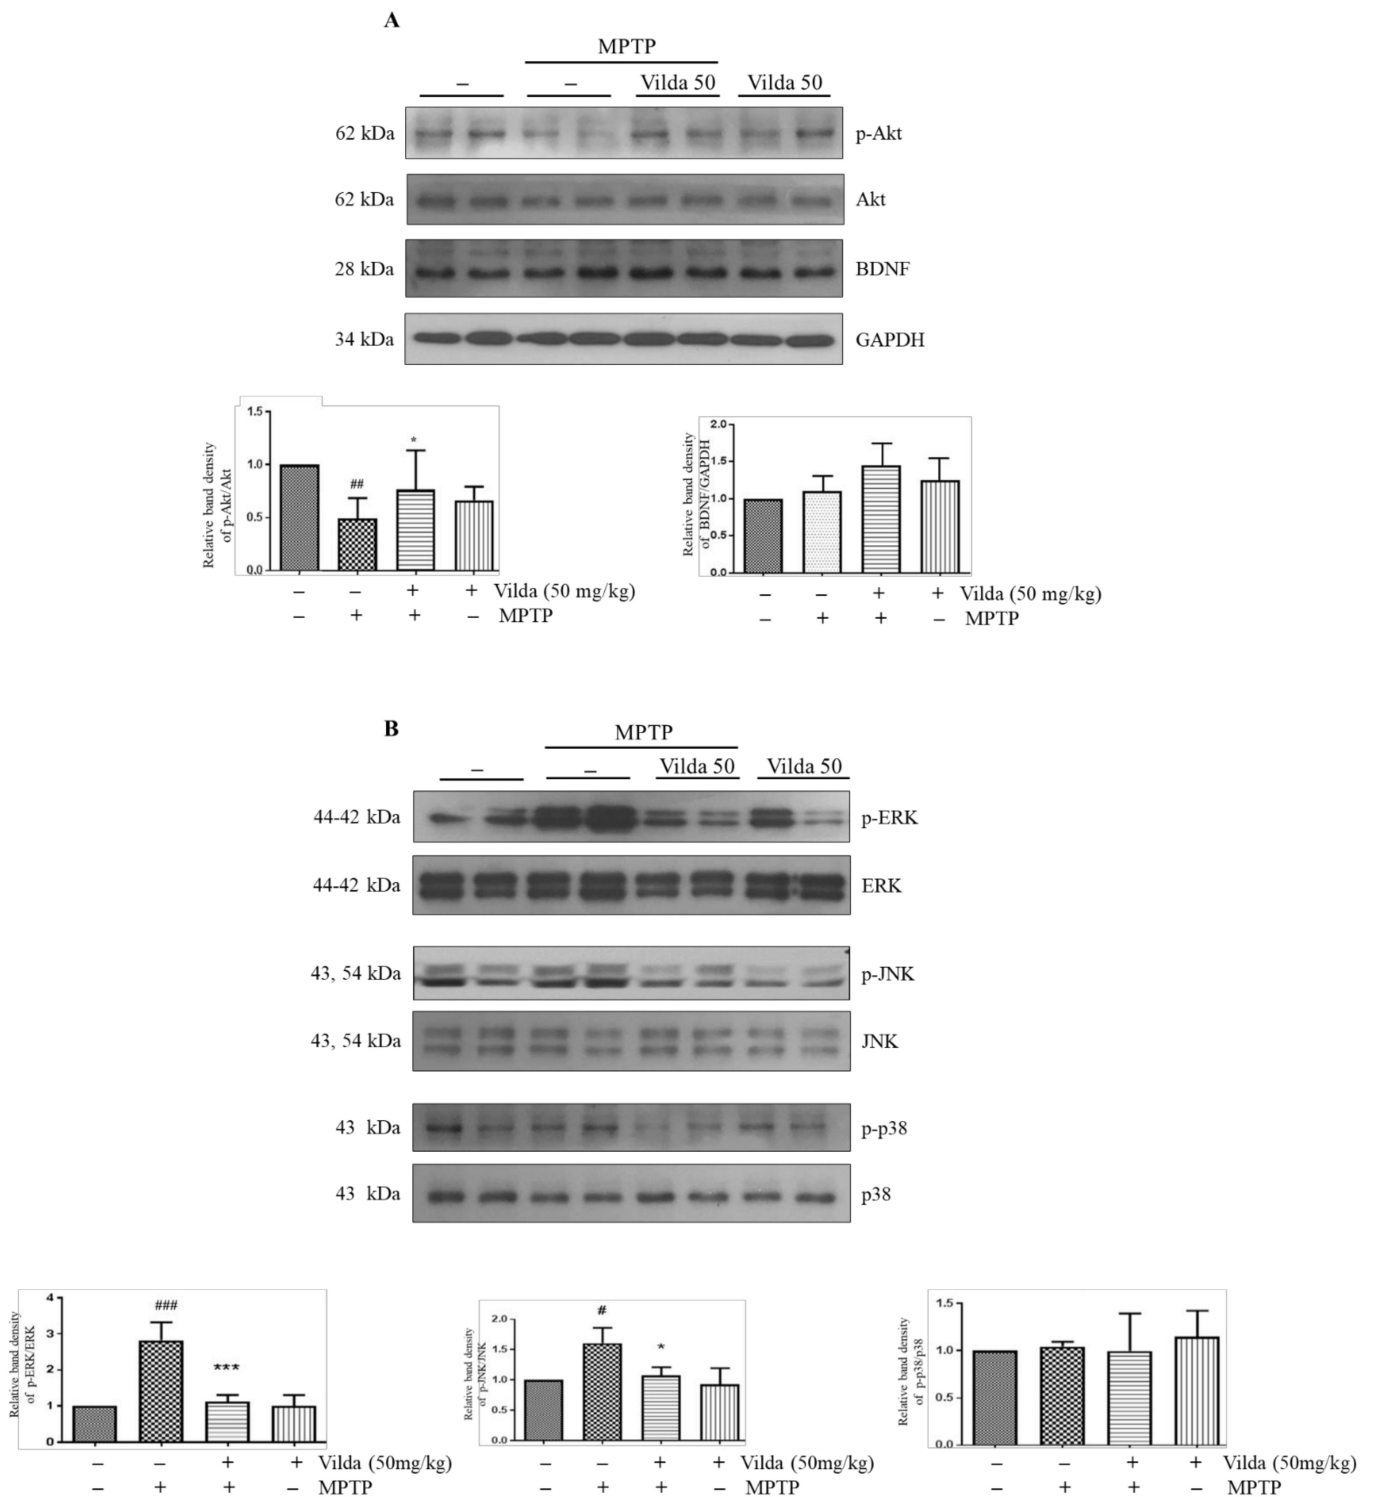 A
MPTP
– – Vilda 50 Vilda 50
62 kDa p-Akt
62 kDa Akt
28 kDa BDNF
34 kDa GAPDH
Relative band density
of p-Akt/Akt
1.5
1.0
0.5
0.0
##
*
– – + + Vilda (50 mg/kg)
– + + – MPTP
Relative band density
of BDNF/GAPDH
2.0
1.5
1.0
0.5
0.0
– – + + Vilda (50 mg/kg)
– + + – MPTP
B
MPTP
– – Vilda 50 Vilda 50
44-42 kDa p-ERK
44-42 kDa ERK
43, 54 kDa p-JNK
43, 54 kDa JNK
43 kDa p-p38
43 kDa p38
Relative band density
of p-ERK/ERK
4
3
2
1
0
###
***
– – + + Vilda (50mg/kg)
– + + – MPTP
Relative band density
of p-JNK/JNK
2.0
1.5
1.0
0.5
0.0
#
*
– – + + Vilda (50mg/kg)
– + + – MPTP
Relative band density
of p-p38/p38
1.5
1.0
0.5
0.0
– – + + Vilda (50mg/kg)
– + + – MPTP